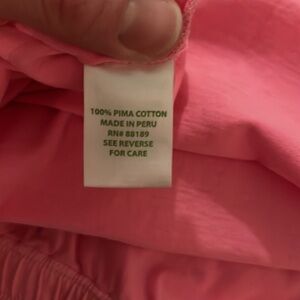 100% PIMA COTTON
MADE IN PERU
RN# 88189
SEE REVERSE
FOR CARE